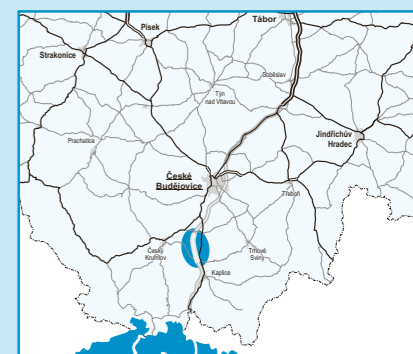 Tábor
Písek
Strakonice
Soběslav
Týn
nad Vltavou
Jindřichův
Hradec
Prachatice
České
Budějovice
Třeboň
Český
Krumlov
Trhové
Sviny
Kaplice